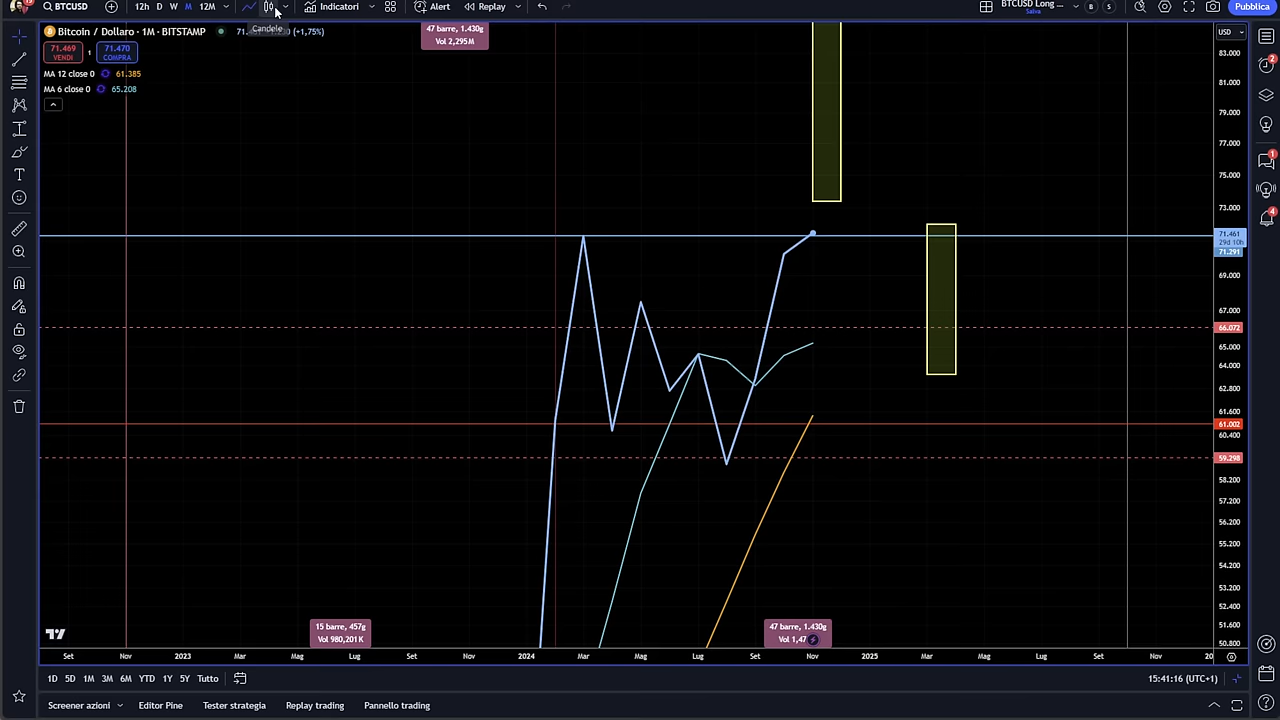 BTCUSD
12h D W M 12M
Indicatori
Alert
Replay
BTCUSD Long ...
Salva
B S
Pubblica
Candele
Bitcoin / Dollaro · 1M · BITSTAMP
(+1,75%)
71.469
VENDI
1
71.470
COMPRA
MA 12 close 0 61.385
MA 6 close 0 65.208
47 barre, 1.430g
Vol 2,295M
USD
83.000
81.000
79.000
77.000
75.000
73.000
71.461
29d 10h
71.291
69.000
67.000
66.072
65.000
64.000
62.800
61.600
61.002
60.400
59.298
58.200
57.200
56.200
55.200
54.200
53.200
52.400
51.600
50.800
15 barre, 457g
Vol 980,201K
47 barre, 1.430g
Vol 1,47
Set Nov 2023 Mar Mag Lug Set Nov 2024 Mar Mag Lug Set Nov 2025 Mar Mag Lug Set Nov 20
1D 5D 1M 3M 6M YTD 1Y 5Y Tutto
15:41:16 (UTC+1)
Screener azioni
Editor Pine
Tester strategia
Replay trading
Pannello trading